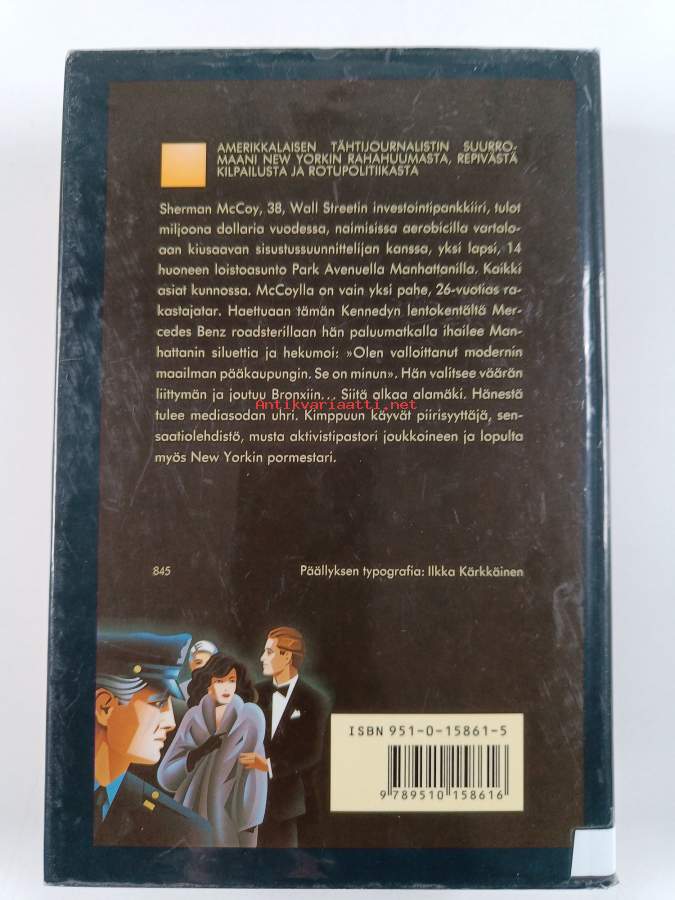 AMERIKKALAISEN TÄHTIJOURNALISTIN SUURRO-
MAANI NEW YORKIN RAHAHUUMASTA, REPIVÄSTÄ
KILPAILUSTA JA ROTUPOLITIIKASTA
Sherman McCoy, 38, Wall Streetin investointipankkiiri, tulot
miljoona dollaria vuodessa, naimisissa aerobicilla vartalo-
aan kiusaavan sisustussuunnittelijan kanssa, yksi lapsi, 14
huoneen loistoasunto Park Avenuella Manhattanilla. Kaikki
asiat kunnossa. McCoylla on vain yksi pahe, 26-vuotias ra-
kastajatar. Haettuaan tämän Kennedyn lentokentältä Mer-
cedes Benz roadsterillaan hän paluumatkalla ihailee Man-
hattanin siluettia ja hekumoi: »Olen valloittanut modernin
maailman pääkaupungin. Se on minun». Hän valitsee väärän
liittymän ja joutuu Bronxiin... Siitä alkaa alamäki. Hänestä
Antikvariaatti.net
tulee mediasodan uhri. Kimppuun käyvät piirisyyttäjä, sen-
saatiolehdistö, musta aktivistipastori joukkoineen ja lopulta
myös New Yorkin pormestari.
845 Päällyksen typografia: Ilkka Kärkkäinen
ISBN 951-0-15861-5
9 789510 158616